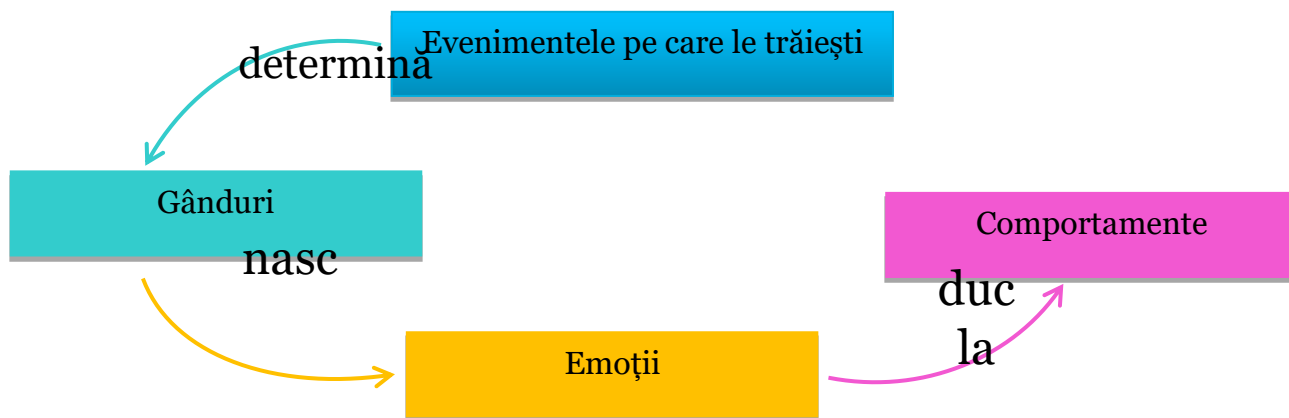 Evenimentele pe care le trăiești
determină
Gânduri
nasc
Emoții
duc
la
Comportamente